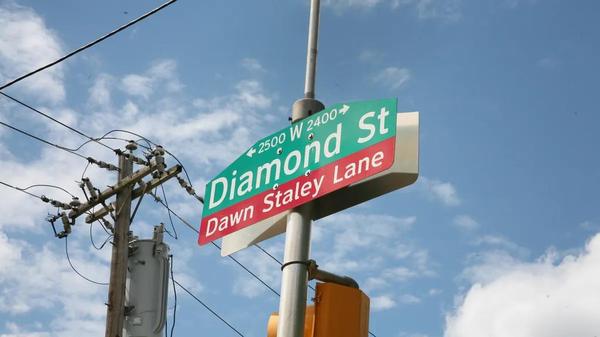 ← 2500 W 2400 →
Diamond St
Dawn Staley Lane